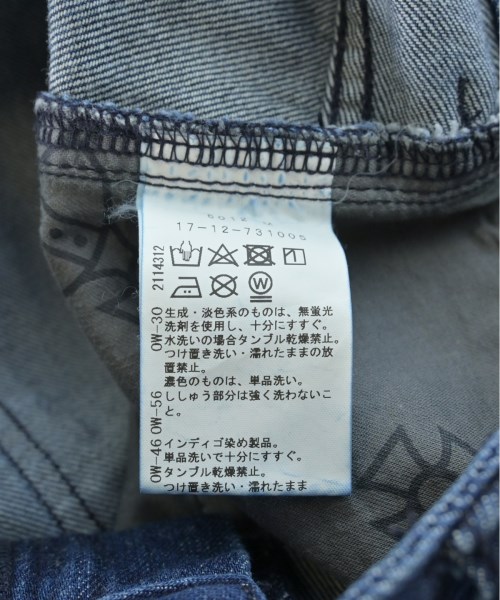 17-12-731005
2114312
W
OW-30
生成・淡色系のものは、無蛍光
洗剤を使用し、十分にすすぐ。
水洗いの場合タンブル乾燥禁止。
つけ置き洗い・濡れたままの放
置禁止。
濃色のものは、単品洗い。
OW-56
ししゅう部分は強く洗わないこ
と。
OW-46
インディゴ染め製品。
単品洗いで十分にすすぐ。
タンブル乾燥禁止。
つけ置き洗い・濡れたまま